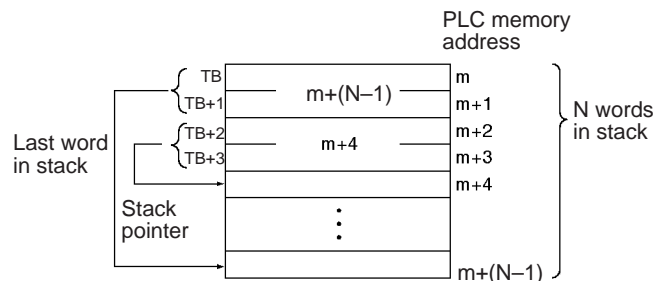 PLC memory
address
TB
m+(N–1)
m
TB+1
m+1
N words
in stack
Last word
in stack
TB+2
m+4
m+2
TB+3
m+3
m+4
Stack
pointer
m+(N–1)